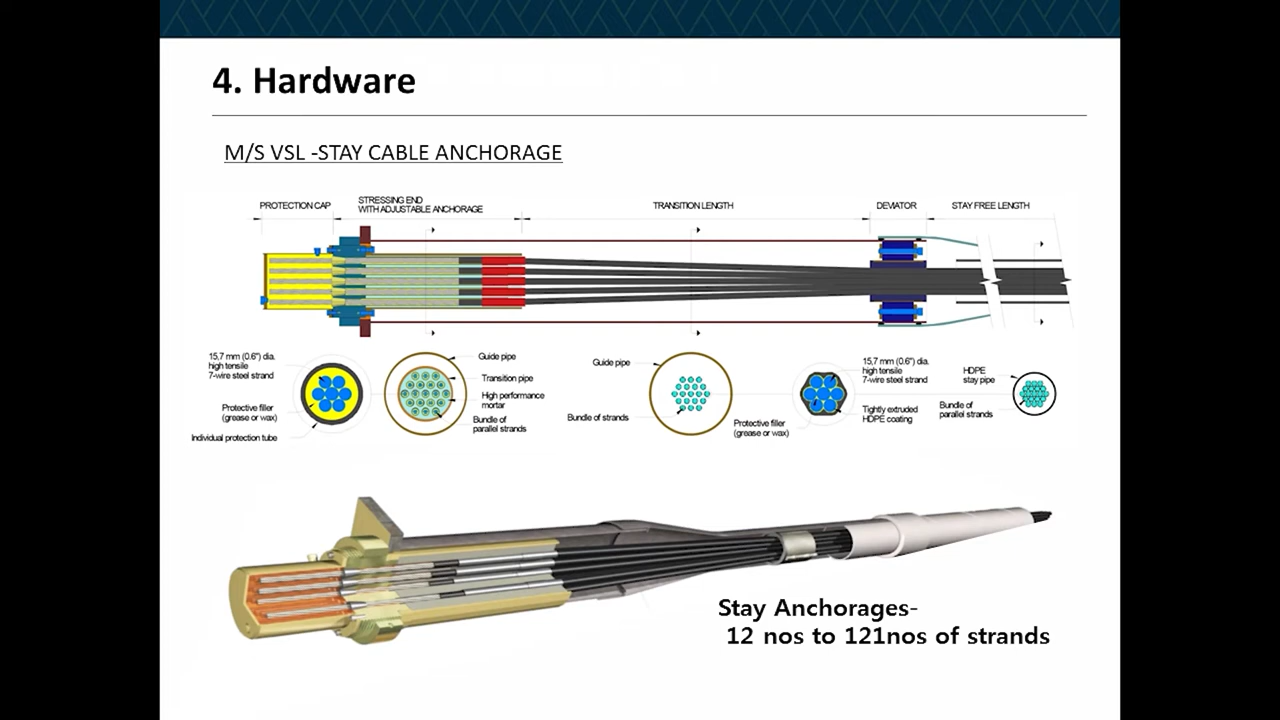 4. Hardware
M/S VSL -STAY CABLE ANCHORAGE
PROTECTION CAP
STRESSING END
WITH ADJUSTABLE ANCHORAGE
TRANSITION LENGTH
DEVIATOR
STAY FREE LENGTH
15,7 mm (0.6") dia.
high tensile
7-wire steel strand
Protective filler
(grease or wax)
Individual protection tube
Guide pipe
Transition pipe
High performance
mortar
Bundle of
parallel strands
Guide pipe
Bundle of strands
15,7 mm (0.6") dia.
high tensile
7-wire steel strand
Protective filler
(grease or wax)
Tightly extruded
HDPE coating
HDPE
stay pipe
Bundle of
parallel strands
Stay Anchorages-
12 nos to 121nos of strands